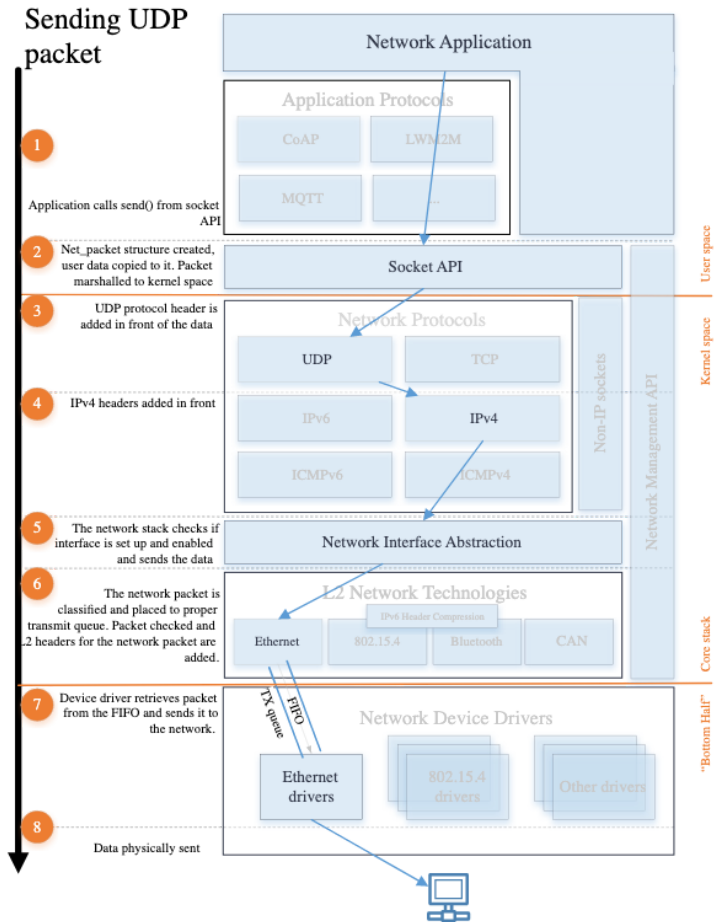 Sending UDP
packet
Network Application
Application Protocols
1
CoAP
LWM2M
MQTT
...
Application calls send() from socket
API
User space
2
Net_packet structure created,
user data copied to it. Packet
marshalled to kernel space
Socket API
3
UDP protocol header is
added in front of the data
Network Protocols
Kernel space
UDP
TCP
Non-IP sockets
Network Management API
4
IPv4 headers added in front
IPv6
IPv4
ICMPv6
ICMPv4
5
The network stack checks if
interface is set up and enabled
and sends the data
Network Interface Abstraction
6
The network packet is
classified and placed to proper
transmit queue. Packet checked and
L2 headers for the network packet are
added.
L2 Network Technologies
IPv6 Header Compression
Ethernet
802.15.4
Bluetooth
CAN
Core stack
7
Device driver retrieves packet
from the FIFO and sends it to
the network.
TX queue
FIFO
Network Device Drivers
"Bottom Half"
Ethernet
drivers
802.15.4
drivers
Other drivers
8
Data physically sent